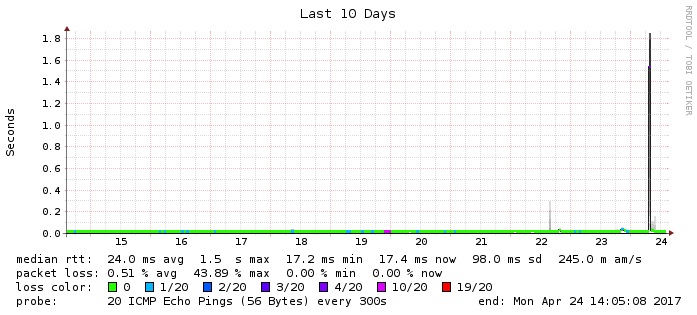 Last 10 Days
RRDTOOL / TOBI OETIKER
Seconds
1.8
1.6
1.4
1.2
1.0
0.8
0.6
0.4
0.2
0.0
15 16 17 18 19 20 21 22 23 24
median rtt: 24.0 ms avg 1.5 s max 17.2 ms min 17.4 ms now 98.0 ms sd 245.0 m am/s
packet loss: 0.51 % avg 43.89 % max 0.00 % min 0.00 % now
loss color: 0 1/20 2/20 3/20 4/20 10/20 19/20
probe: 20 ICMP Echo Pings (56 Bytes) every 300s end: Mon Apr 24 14:05:08 2017